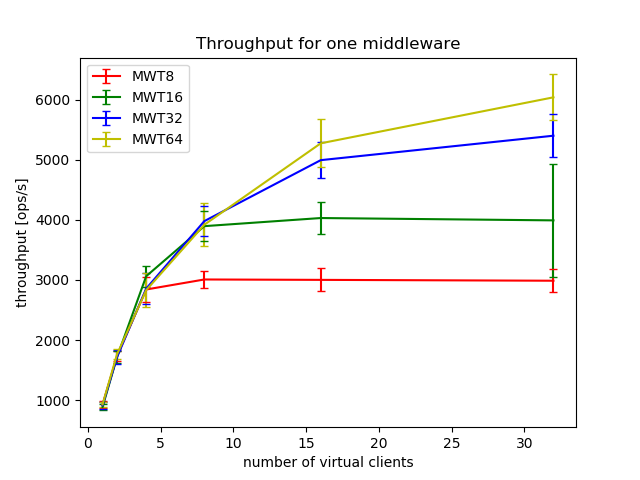 Throughput for one middleware
MWT8
MWT16
MWT32
MWT64
throughput [ops/s]
6000
5000
4000
3000
2000
1000
0 5 10 15 20 25 30
number of virtual clients